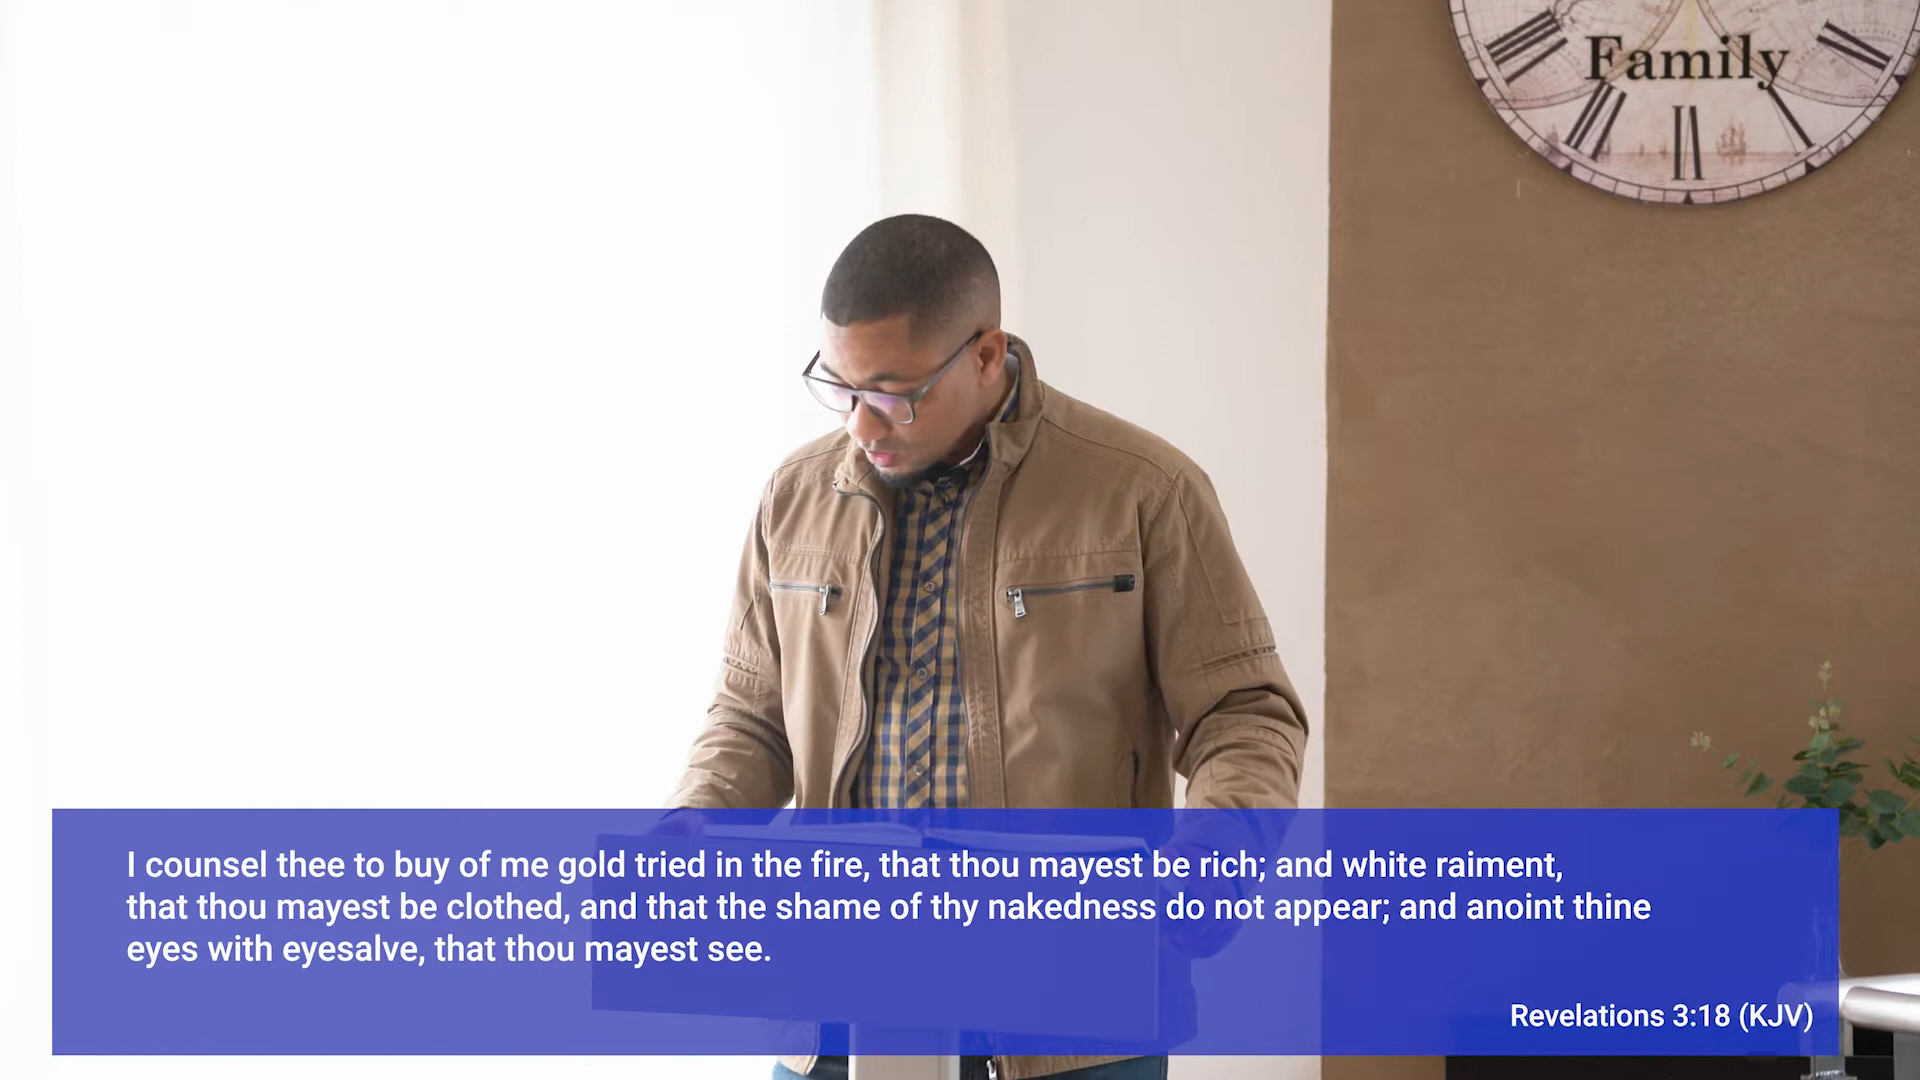 Family
II
I counsel thee to buy of me gold tried in the fire, that thou mayest be rich; and white raiment,
that thou mayest be clothed, and that the shame of thy nakedness do not appear; and anoint thine
eyes with eyesalve, that thou mayest see.
Revelations 3:18 (KJV)